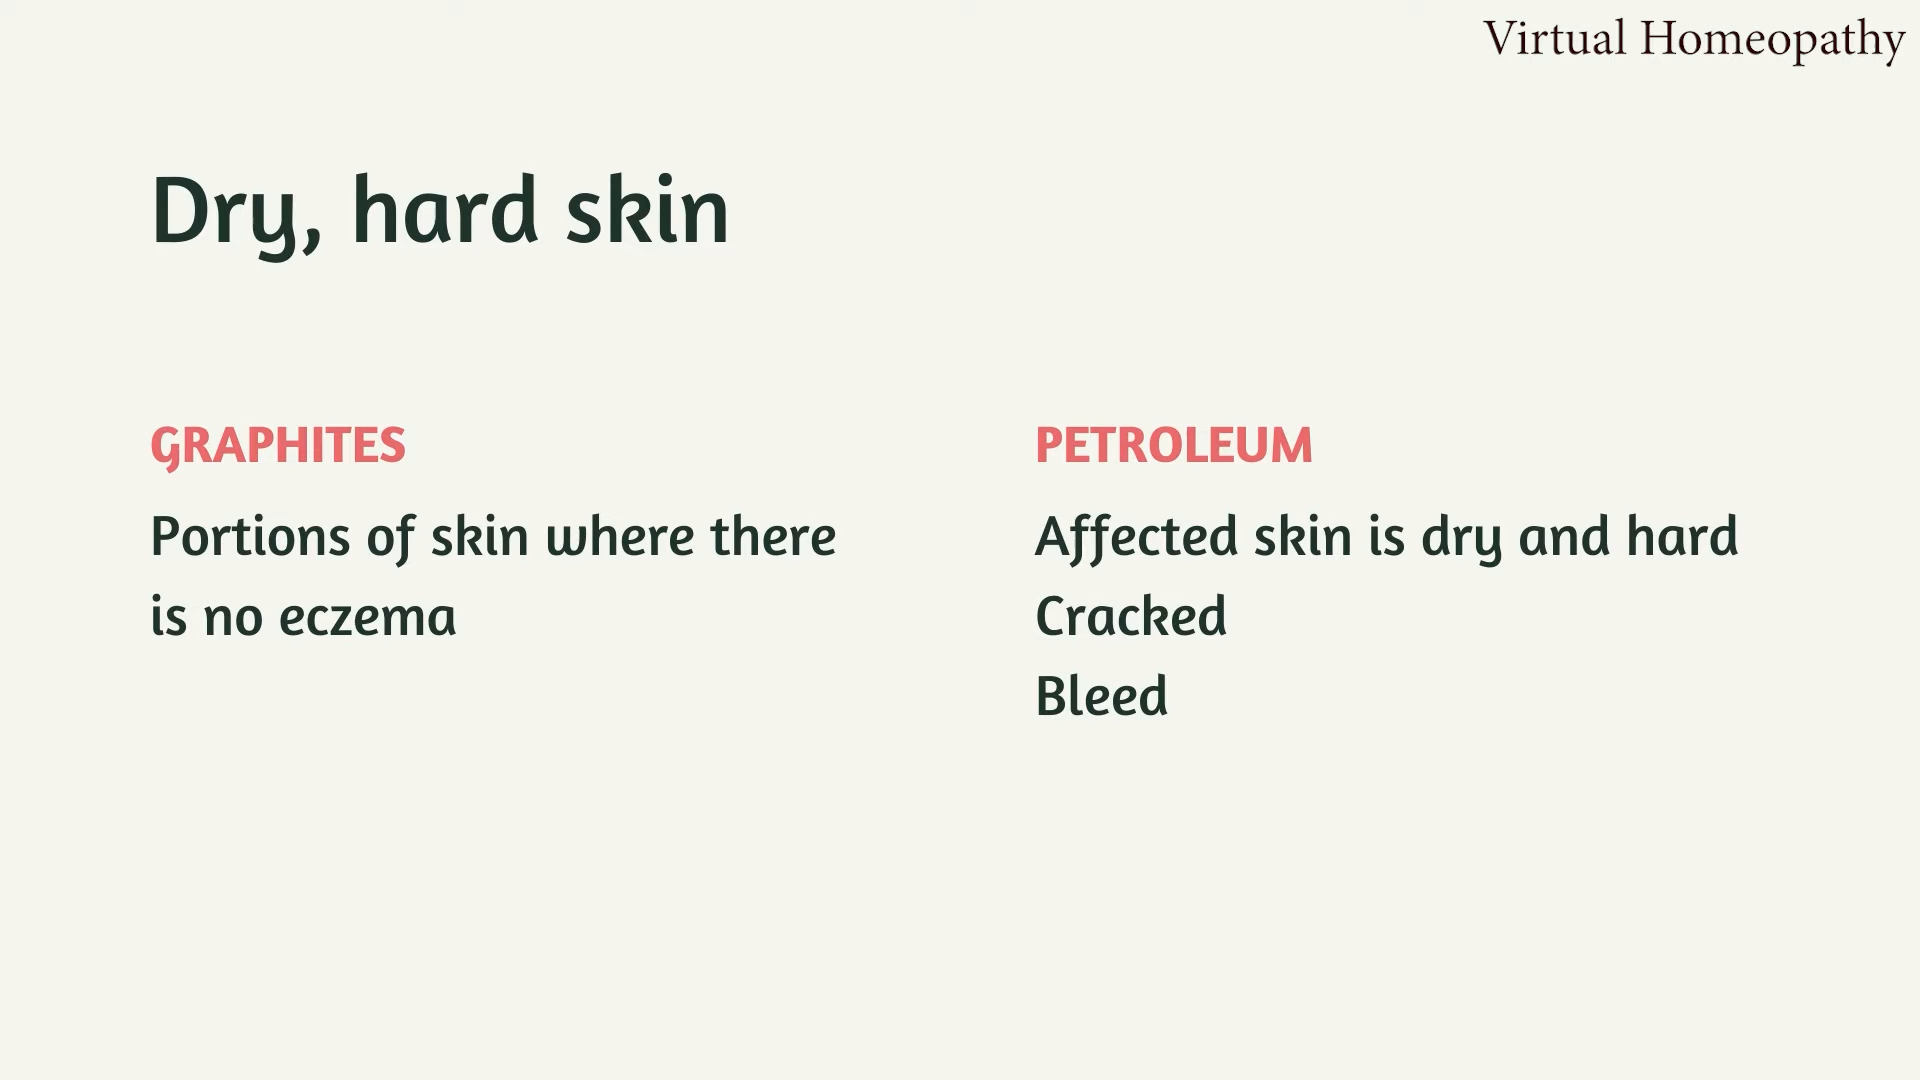 Virtual Homeopathy
Dry, hard skin
GRAPHITES
Portions of skin where there
is no eczema
PETROLEUM
Affected skin is dry and hard
Cracked
Bleed